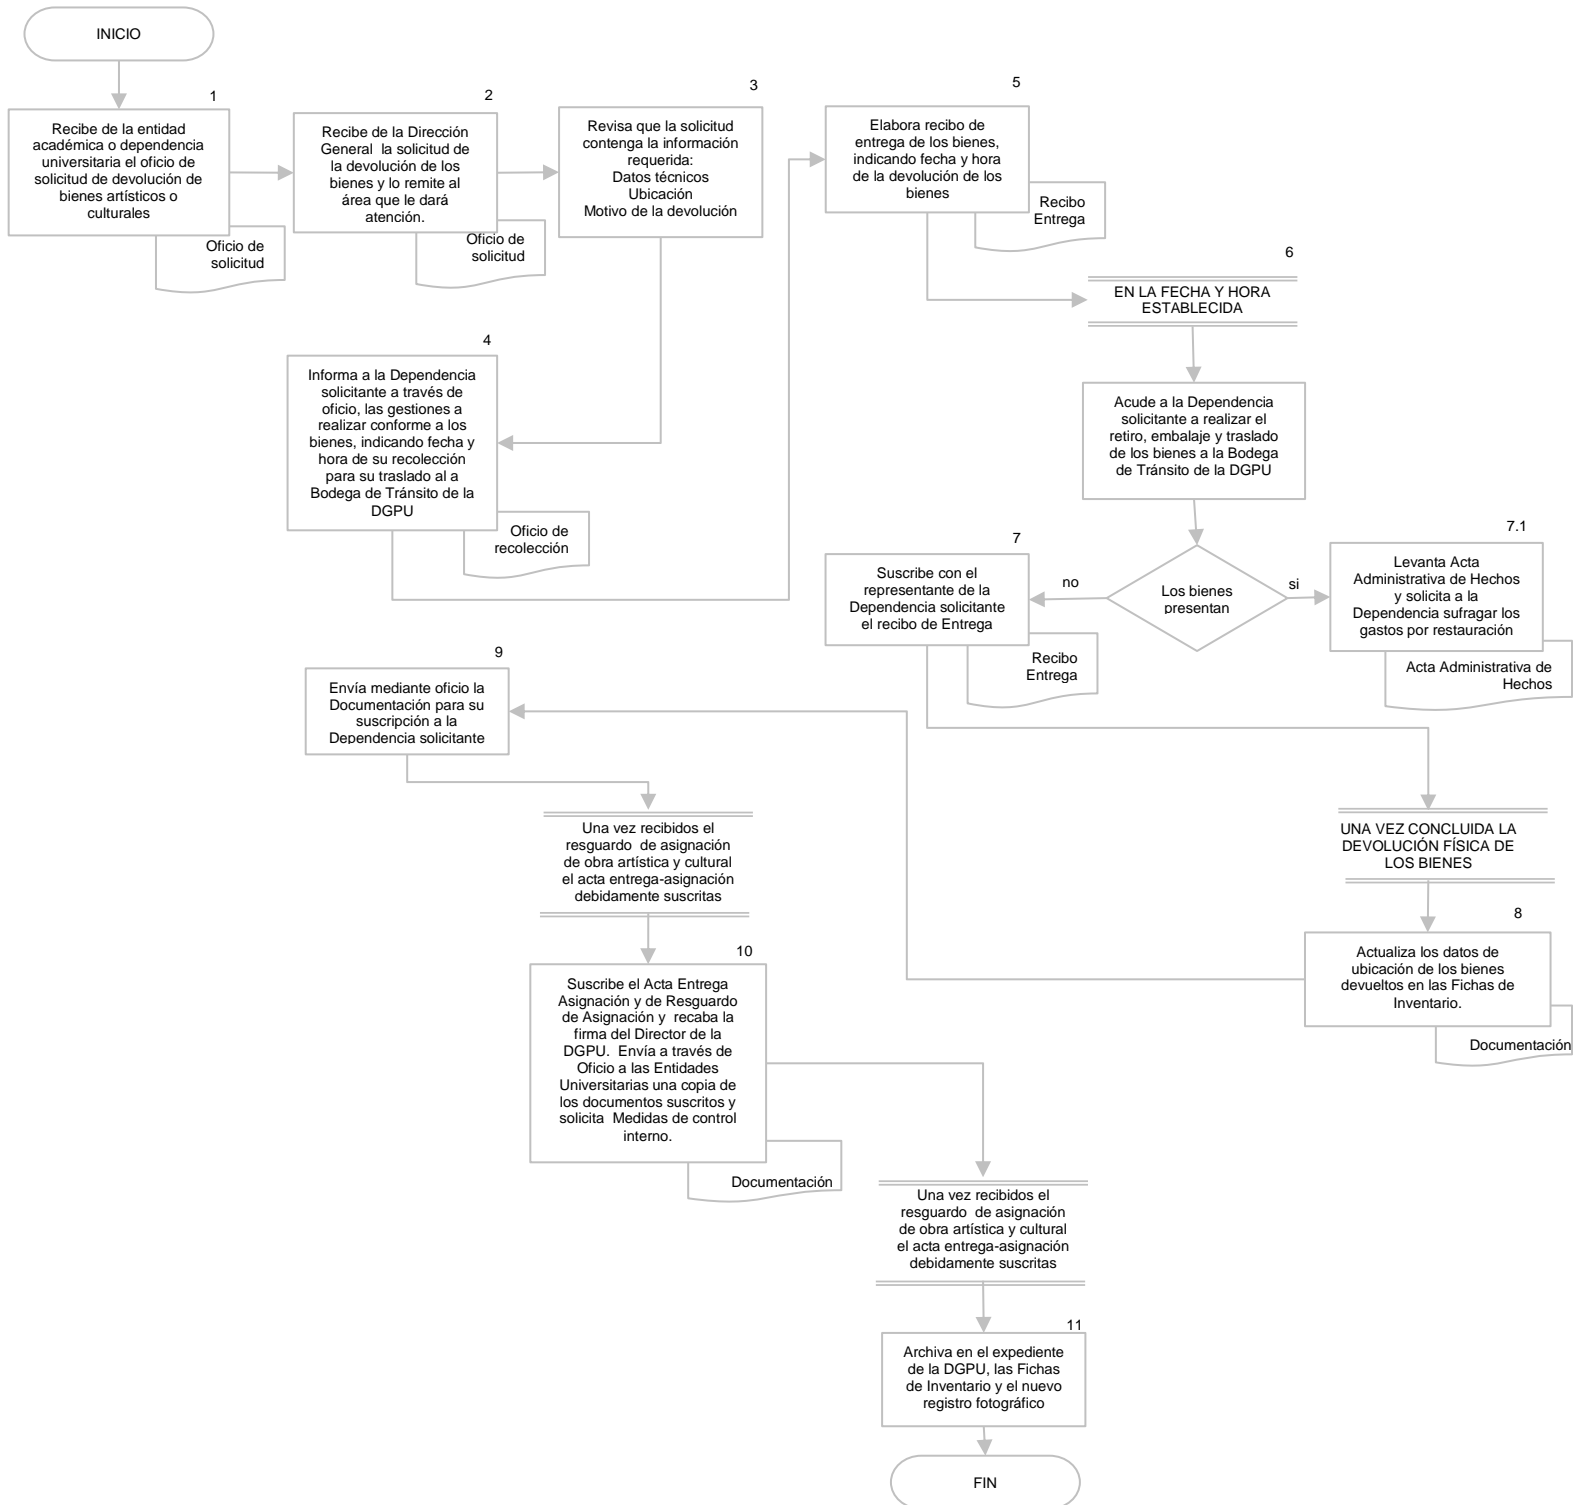 INICIO
1
Recibe de la entidad
académica o dependencia
universitaria el oficio de
solicitud de devolución de
bienes artísticos o
culturales
Oficio de
solicitud
2
Recibe de la Dirección
General la solicitud de
la devolución de los
bienes y lo remite al
área que le dará
atención.
Oficio de
solicitud
3
Revisa que la solicitud
contenga la información
requerida:
Datos técnicos
Ubicación
Motivo de la devolución
4
Informa a la Dependencia
solicitante a través de
oficio, las gestiones a
realizar conforme a los
bienes, indicando fecha y
hora de su recolección
para su traslado al a
Bodega de Tránsito de la
DGPU
Oficio de
recolección
5
Elabora recibo de
entrega de los bienes,
indicando fecha y hora
de la devolución de los
bienes
Recibo
Entrega
6
EN LA FECHA Y HORA
ESTABLECIDA
Acude a la Dependencia
solicitante a realizar el
retiro, embalaje y traslado
de los bienes a la Bodega
de Tránsito de la DGPU
Los bienes
presentan
no
si
7
Suscribe con el
representante de la
Dependencia solicitante
el recibo de Entrega
Recibo
Entrega
7.1
Levanta Acta
Administrativa de Hechos
y solicita a la
Dependencia sufragar los
gastos por restauración
Acta Administrativa de
Hechos
UNA VEZ CONCLUIDA LA
DEVOLUCIÓN FÍSICA DE
LOS BIENES
8
Actualiza los datos de
ubicación de los bienes
devueltos en las Fichas de
Inventario.
Documentación
9
Envía mediante oficio la
Documentación para su
suscripción a la
Dependencia solicitante
Una vez recibidos el
resguardo de asignación
de obra artística y cultural
el acta entrega-asignación
debidamente suscritas
10
Suscribe el Acta Entrega
Asignación y de Resguardo
de Asignación y recaba la
firma del Director de la
DGPU. Envía a través de
Oficio a las Entidades
Universitarias una copia de
los documentos suscritos y
solicita Medidas de control
interno.
Documentación
Una vez recibidos el
resguardo de asignación
de obra artística y cultural
el acta entrega-asignación
debidamente suscritas
11
Archiva en el expediente
de la DGPU, las Fichas
de Inventario y el nuevo
registro fotográfico
FIN